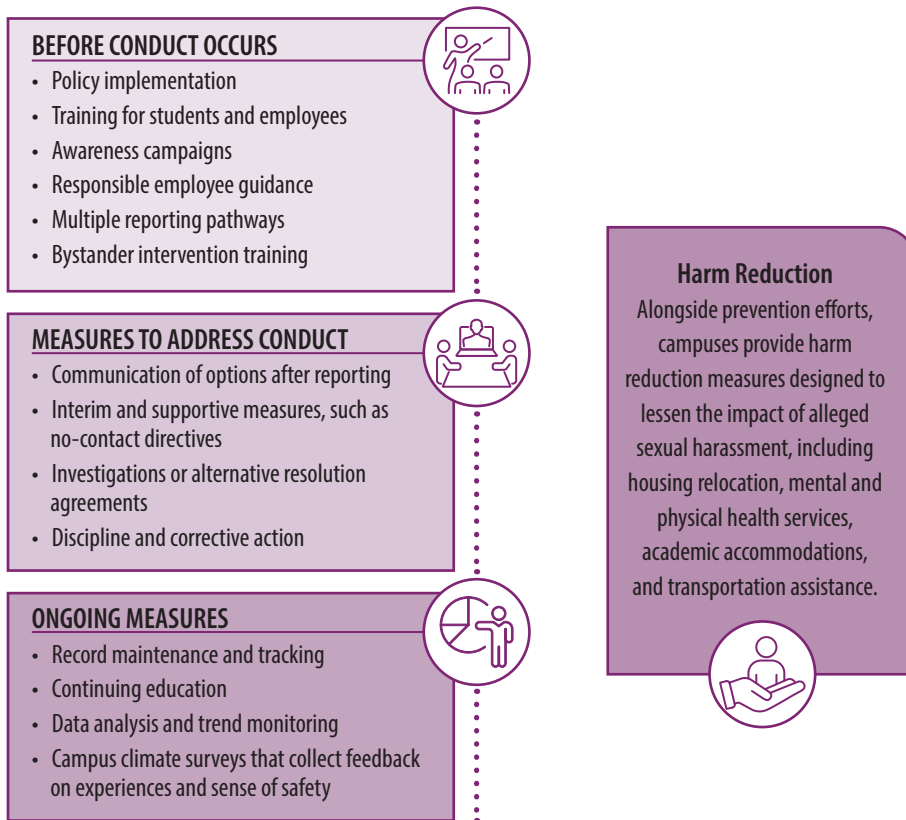 BEFORE CONDUCT OCCURS
• Policy implementation
• Training for students and employees
• Awareness campaigns
• Responsible employee guidance
• Multiple reporting pathways
• Bystander intervention training
MEASURES TO ADDRESS CONDUCT
• Communication of options after reporting
• Interim and supportive measures, such as
no-contact directives
• Investigations or alternative resolution
agreements
• Discipline and corrective action
ONGOING MEASURES
• Record maintenance and tracking
• Continuing education
• Data analysis and trend monitoring
• Campus climate surveys that collect feedback
on experiences and sense of safety
Harm Reduction
Alongside prevention efforts,
campuses provide harm
reduction measures designed to
lessen the impact of alleged
sexual harassment, including
housing relocation, mental and
physical health services,
academic accommodations,
and transportation assistance.